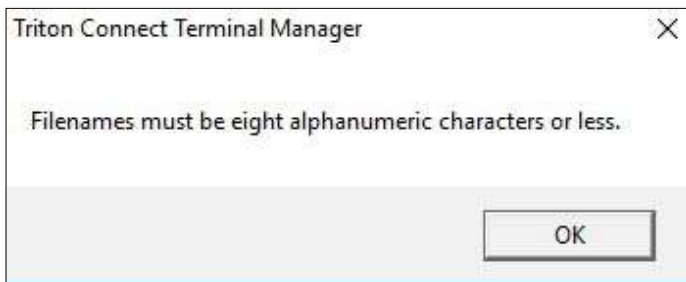 Triton Connect Terminal Manager
Filenames must be eight alphanumeric characters or less.
OK